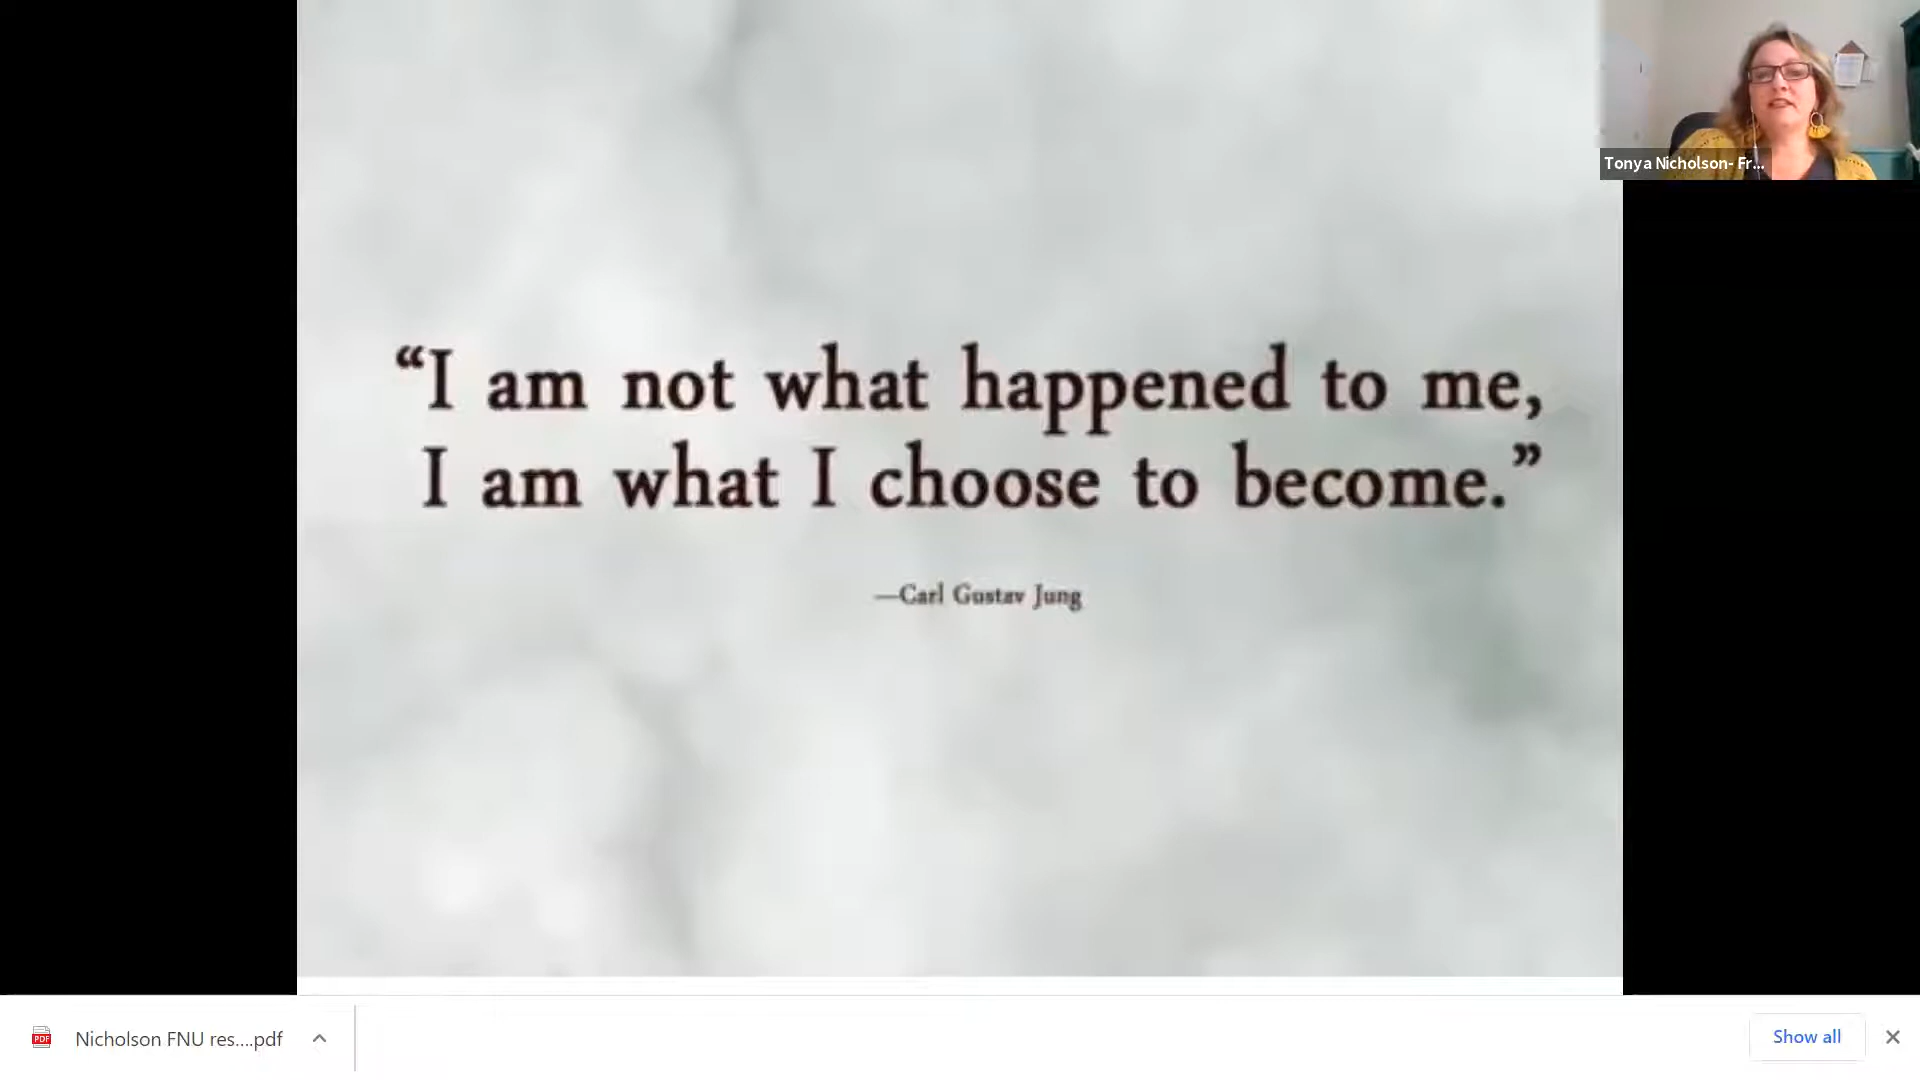 Tonya Nicholson- Fr...
“I am not what happened to me,
I am what I choose to become.”
—Carl Gustav Jung
PDF
Nicholson FNU res....pdf
Show all